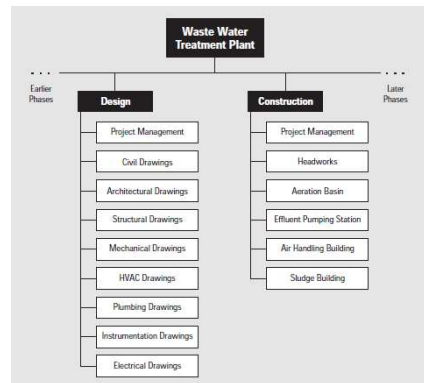 Waste Water
Treatment Plant
Earlier
Phases
Later
Phases
Design
Construction
Project Management
Civil Drawings
Architectural Drawings
Structural Drawings
Mechanical Drawings
HVAC Drawings
Plumbing Drawings
Instrumentation Drawings
Electrical Drawings
Project Management
Headworks
Aeration Basin
Effluent Pumping Station
Air Handling Building
Sludge Building